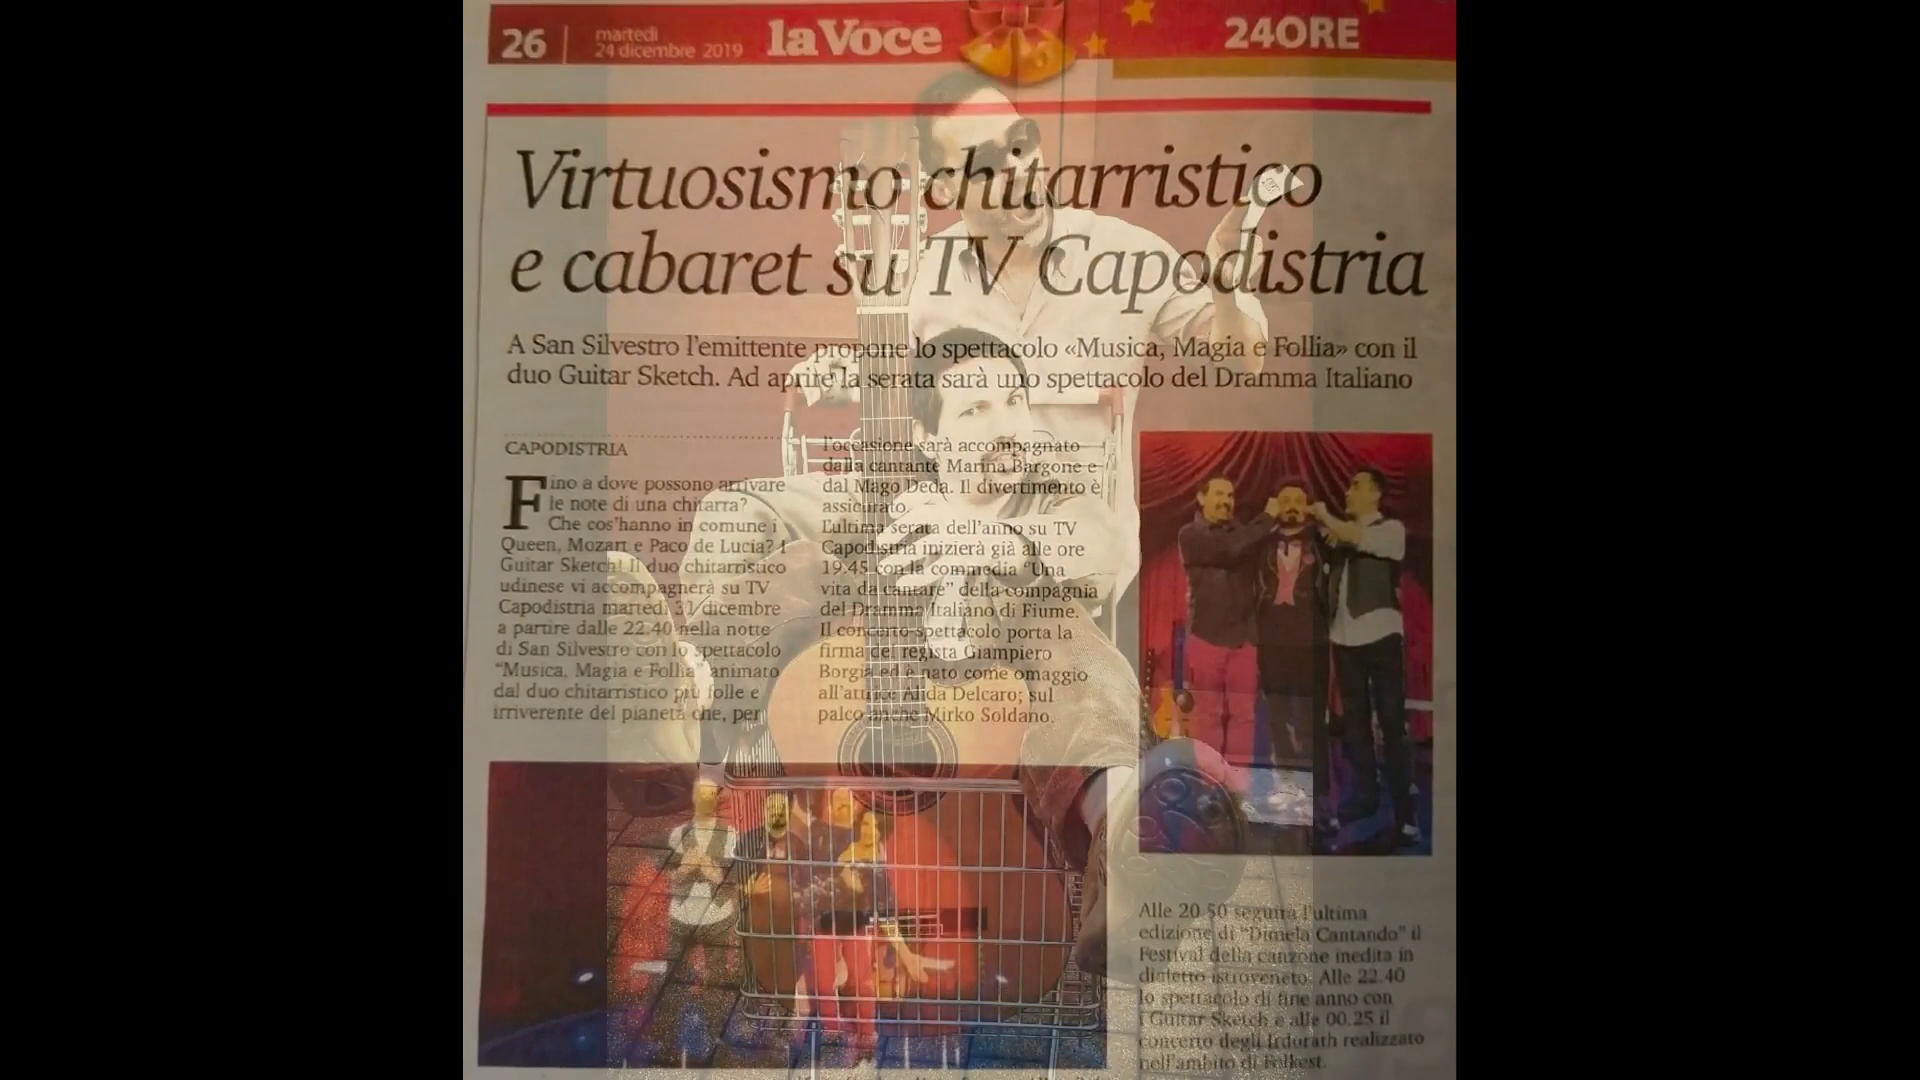 26 martedì
24 dicembre 2019 la Voce 24ORE
Virtuosismo chitarristico
e cabaret su TV Capodistria
A San Silvestro l'emittente propone lo spettacolo «Musica, Magia e Follia» con il
duo Guitar Sketch. Ad aprire la serata sarà uno spettacolo del Dramma Italiano
CAPODISTRIA
Fino a dove possono arrivare
le note di una chitarra?
Che cos'hanno in comune i
Queen, Mozart e Paco de Lucia? I
Guitar Sketch! Il duo chitarristico
udinese vi accompagnerà su TV
Capodistria martedì 31 dicembre
a partire dalle 22.40 nella notte
di San Silvestro con lo spettacolo
"Musica, Magia e Follia" animato
dal duo chitarristico più folle e
irriverente del pianeta che, per
l'occasione sarà accompagnato
dalla cantante Marina Bargone e
dal Mago Deda. Il divertimento è
assicurato.
L'ultima serata dell'anno su TV
Capodistria inizierà già alle ore
19.45 con la commedia "Una
vita da cantare" della compagnia
del Dramma Italiano di Fiume.
Il concerto-spettacolo porta la
firma del regista Giampiero
Borgia ed è nato come omaggio
all'attrice Alida Delcaro; sul
palco anche Mirko Soldano.
Alle 20.50 seguirà l'ultima
edizione di "Dimela Cantando" il
Festival della canzone inedita in
dialetto istroveneto. Alle 22.40
lo spettacolo di fine anno con
i Guitar Sketch e alle 00.25 il
concerto degli Irdorath realizzato
nell'ambito di Folkest.